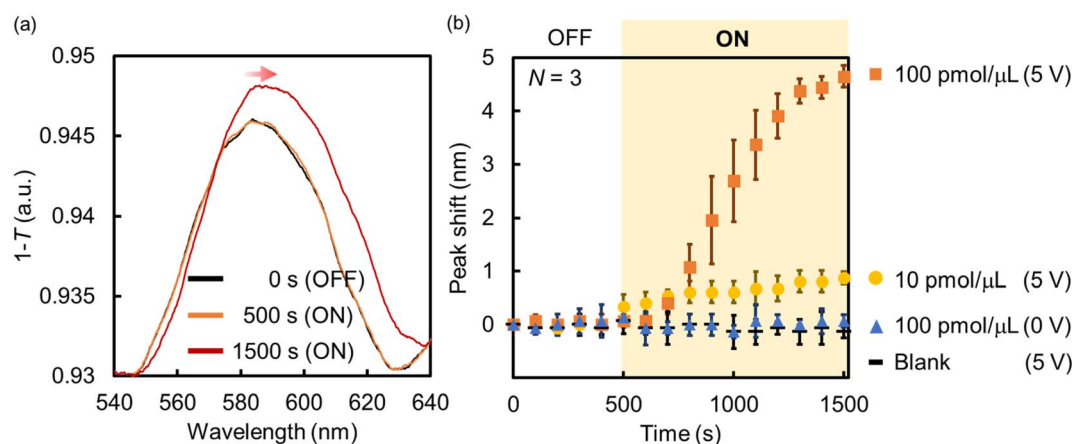 (a)
0.95
0.945
0.94
0.935
0.93
1-T (a.u.)
0 s (OFF)
500 s (ON)
1500 s (ON)
540 560 580 600 620 640
Wavelength (nm)
(b)
OFF ON
N = 3
5
4
3
2
1
0
Peak shift (nm)
0 500 1000 1500
Time (s)
100 pmol/μL (5 V)
10 pmol/μL (5 V)
100 pmol/μL (0 V)
Blank (5 V)